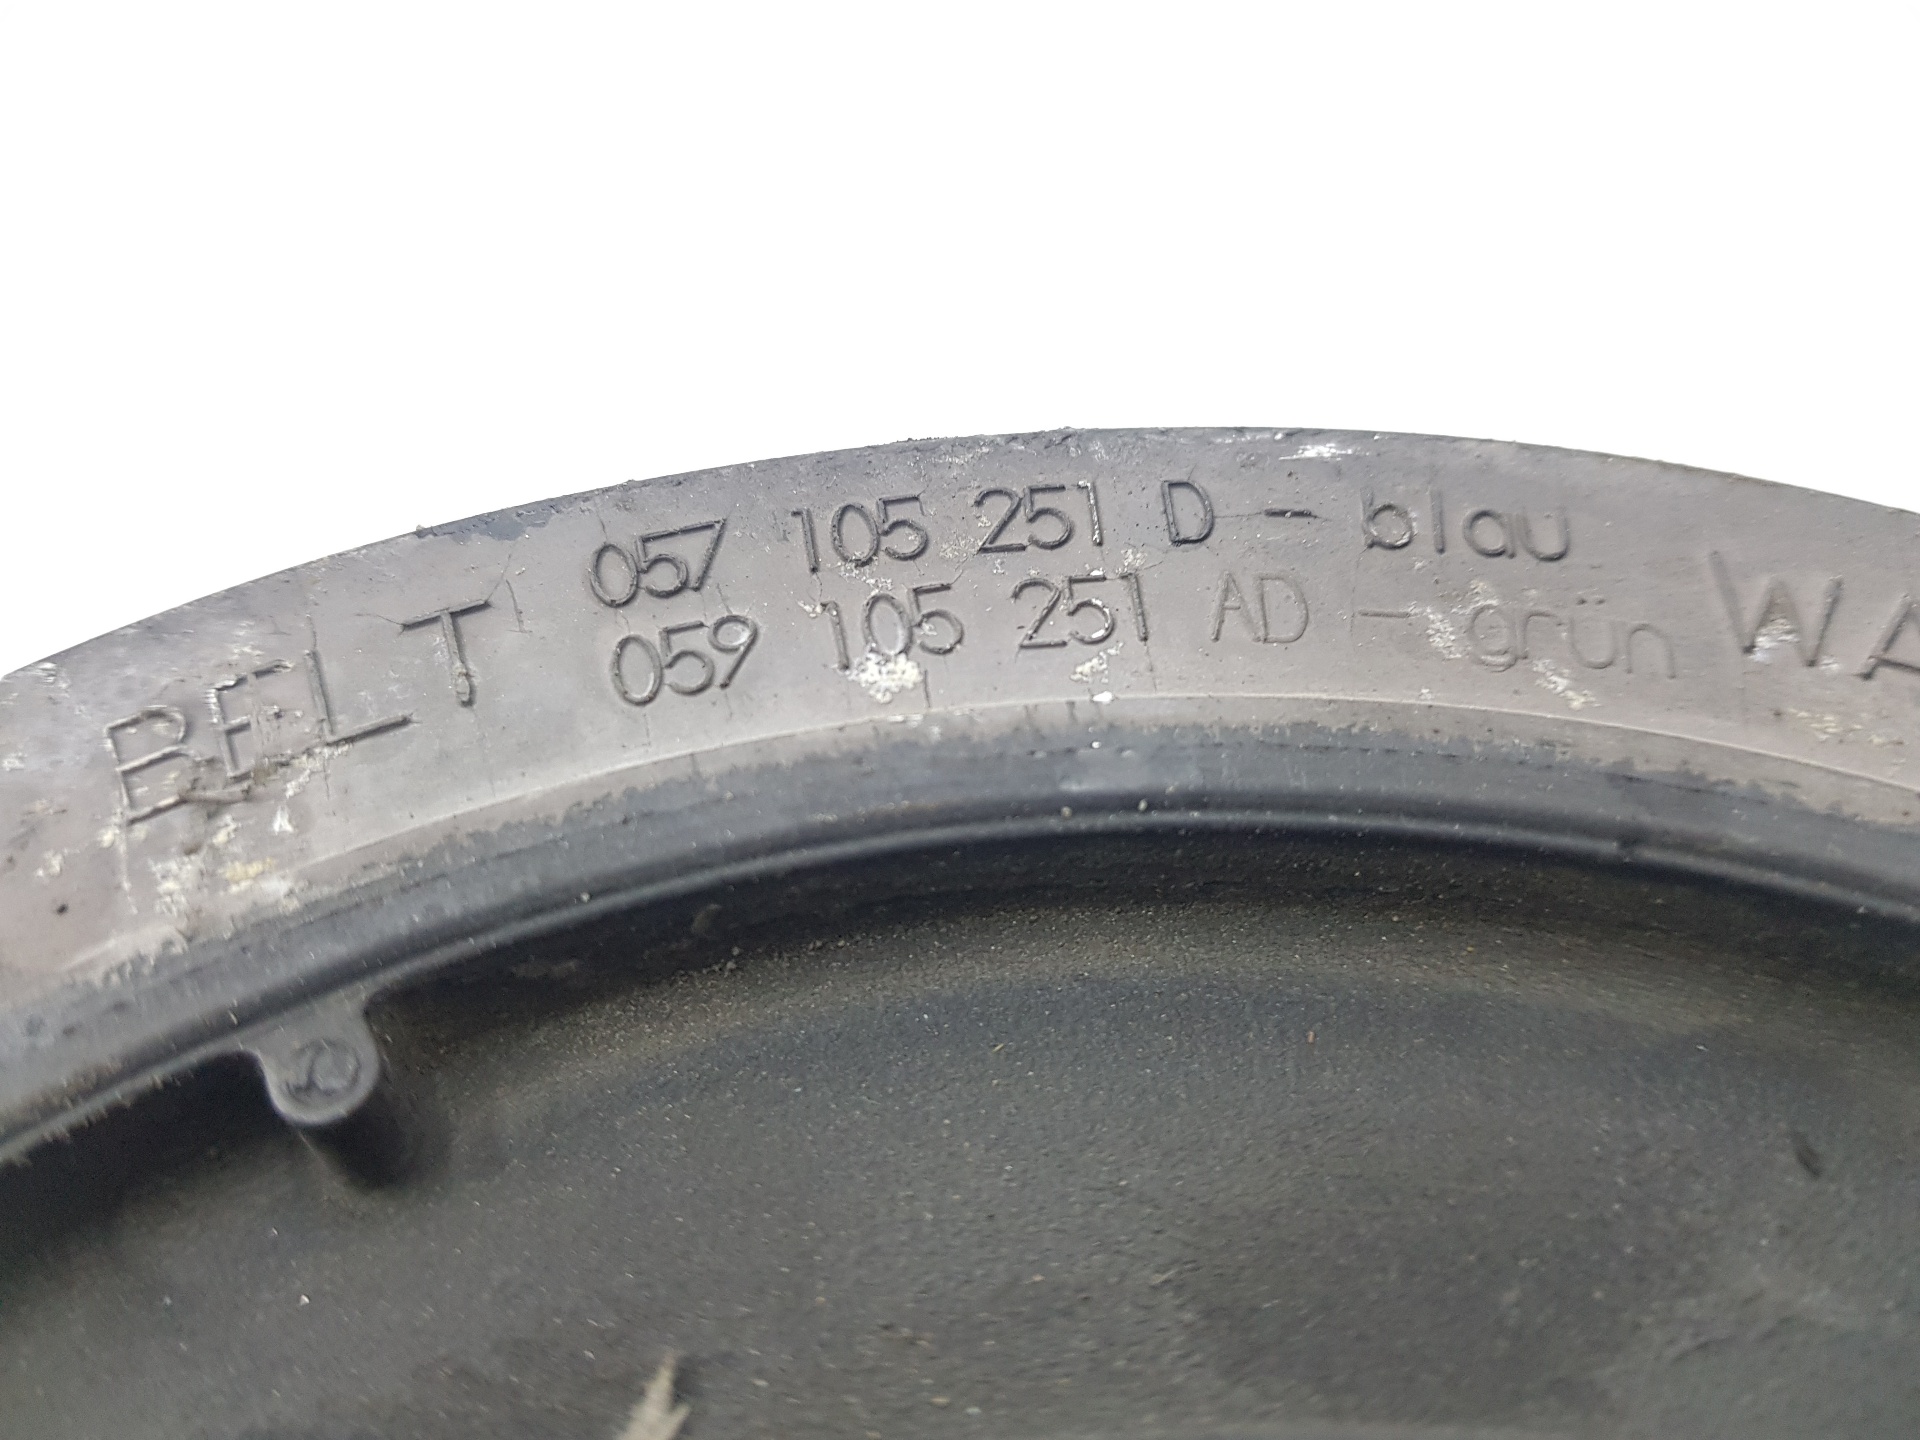 BELT
057 105 251 D - blau
059 105 251 AD - grün
WA